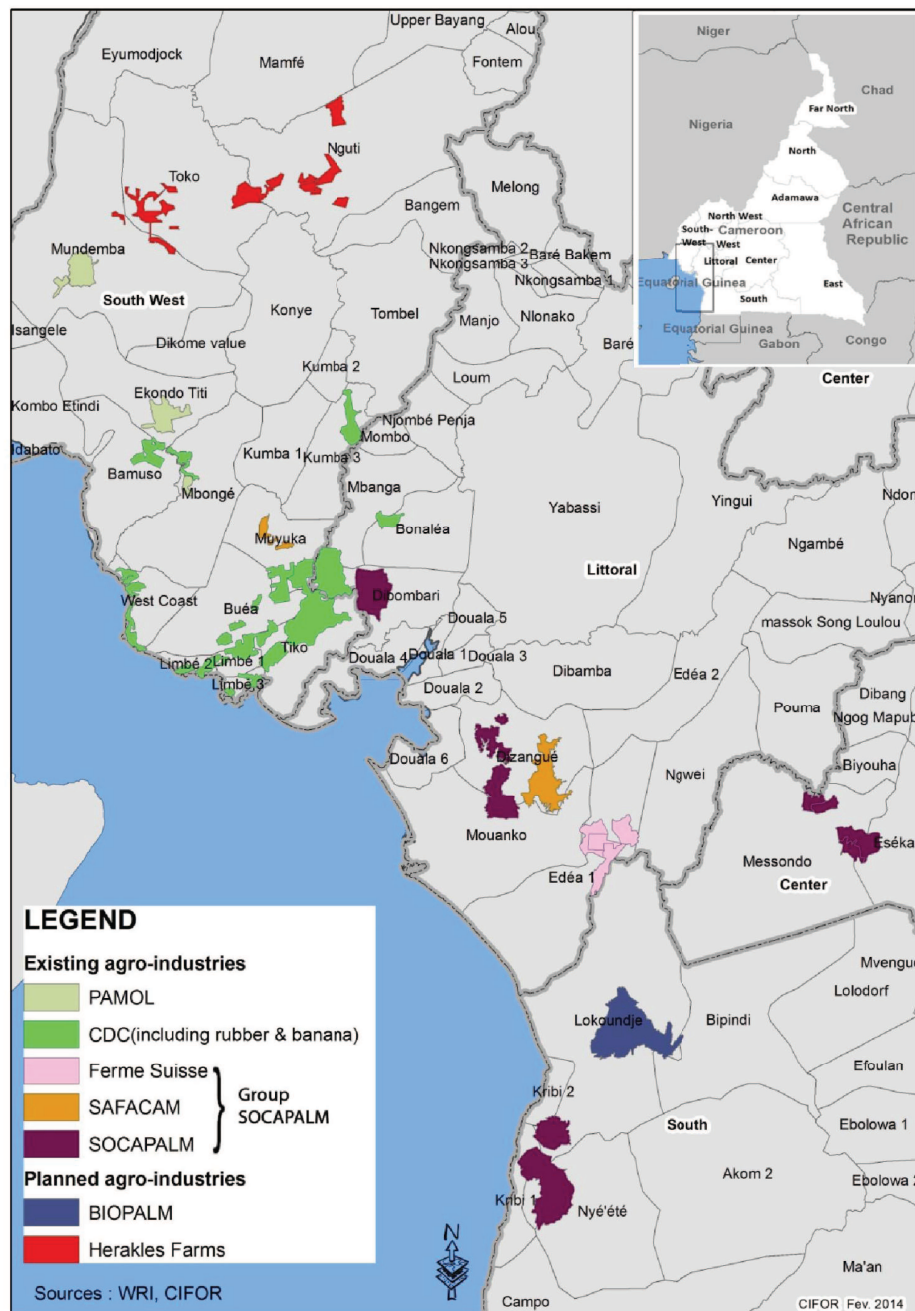 Upper Bayang
Alou
Eyumodjock
Mamfé
Fontem
Niger
Chad
Far North
Nigeria
North
Adamawa
North West
South-
West
West
Cameroon
Central
African
Republic
Littoral
Center
East
Equatorial Guinea
South
Equatorial Guinea
Gabon
Congo
Toko
Nguti
Melong
Bangem
Mundemba
Nkongsamba 2
Nkongsamba 3
Baré Bakem
Nkongsamba 1
South West
Konye
Tombel
Manjo
Nlonako
Isangele
Dikome value
Baré
Kumba 2
Loum
Center
Ekondo Titi
Kombo Etindi
Njombé Penja
Mombo
Idabato
Bamuso
Kumba 1
Kumba 3
Mbongé
Mbanga
Yabassi
Yingui
Ndom
Muyuka
Bonaléa
Ngambé
Littoral
West Coast
Buéa
Dibombari
Nyanon
massok Song Loulou
Tiko
Douala 5
Limbé 2
Limbé 1
Douala 4
Douala 1
Douala 3
Dibamba
Edéa 2
Limbé 3
Douala 2
Pouma
Dibang
Ngog Mapub
Douala 6
Dizangué
Ngwei
Biyouha
Mouanko
Eséka
Messondo
Edéa 1
Center
LEGEND
Existing agro-industries
PAMOL
CDC(including rubber & banana)
Ferme Suisse
SAFACAM
SOCAPALM
Group
SOCAPALM
Planned agro-industries
BIOPALM
Herakles Farms
Sources : WRI, CIFOR
Mvengue
Lolodorf
Lokoundje
Bipindi
Efoulan
Kribi 2
South
Ebolowa 1
Akom 2
Ebolowa 2
Kribi 1
Nyé'été
N
Ma'an
Campo
CIFOR Fev. 2014